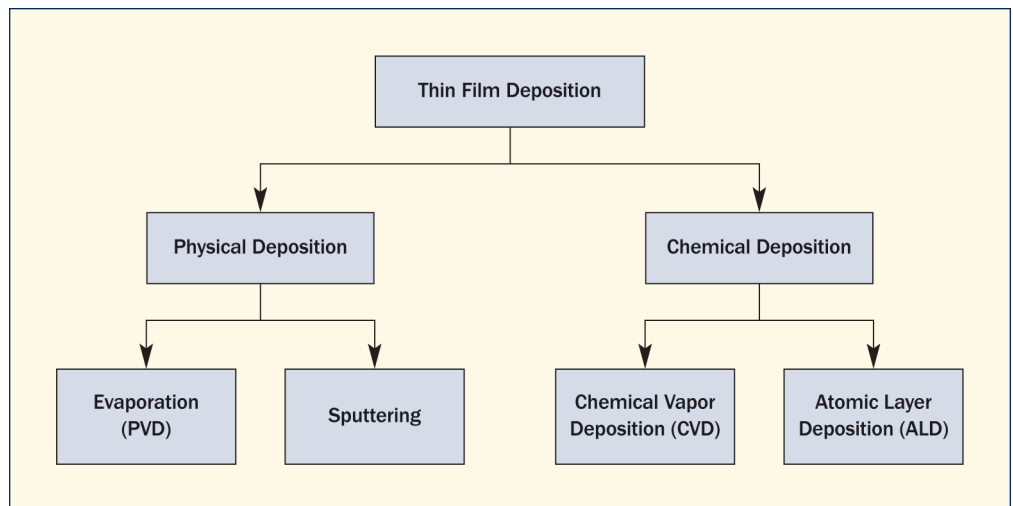 Thin Film Deposition
Physical Deposition
Chemical Deposition
Evaporation
(PVD)
Sputtering
Chemical Vapor
Deposition (CVD)
Atomic Layer
Deposition (ALD)